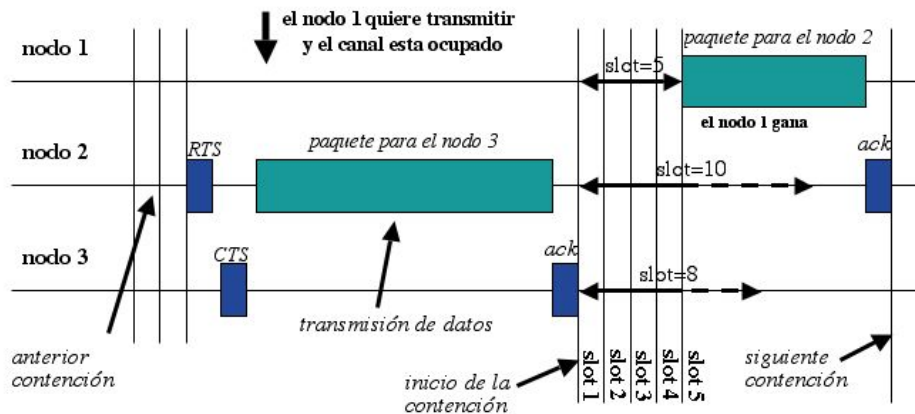 el nodo 1 quiere transmitir
y el canal esta ocupado
nodo 1
paquete para el nodo 2
slot=5
el nodo 1 gana
nodo 2
RTS
paquete para el nodo 3
slot=10
ack
nodo 3
CTS
ack
slot=8
transmisión de datos
anterior
contención
inicio de la
contención
slot 1
slot 2
slot 3
slot 4
slot 5
siguiente
contención